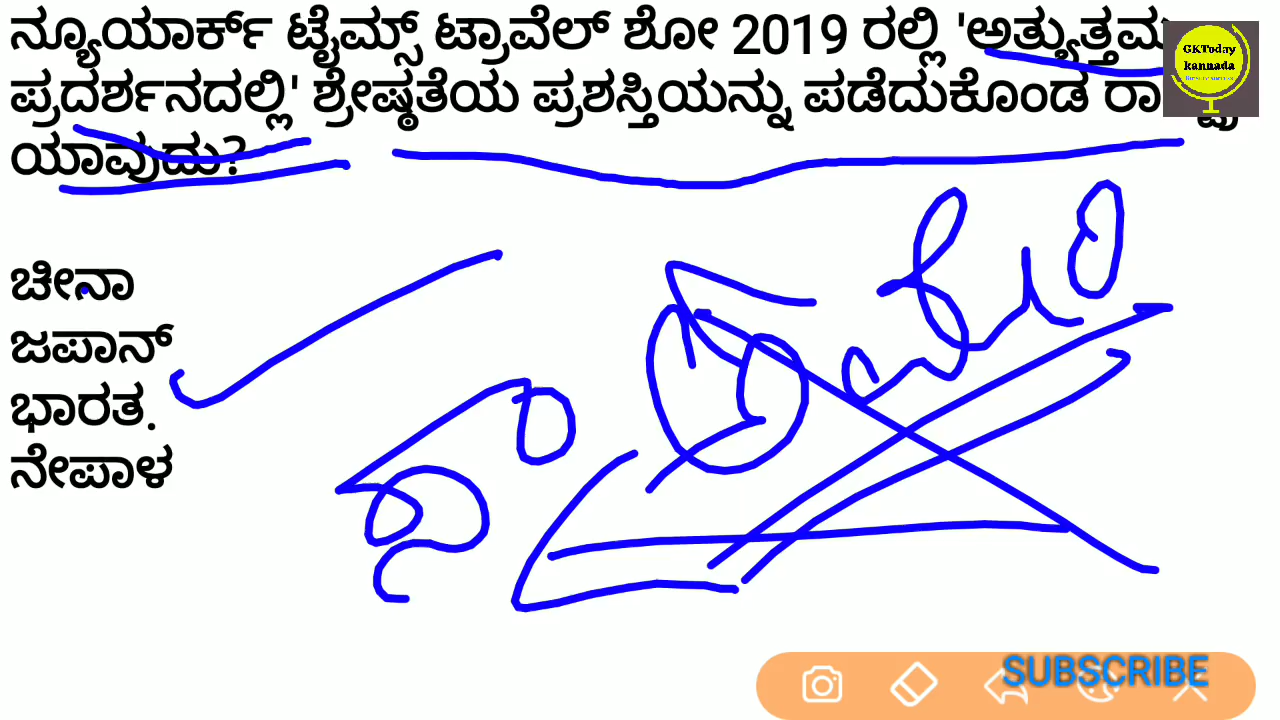 ನ್ಯೂಯಾರ್ಕ್ ಟೈಮ್ಸ್ ಟ್ರಾವೆಲ್ ಶೋ 2019 ರಲ್ಲಿ 'ಅತ್ಯುತ್ತಮ
ಪ್ರದರ್ಶನದಲ್ಲಿ' ಶ್ರೇಷ್ಠತೆಯ ಪ್ರಶಸ್ತಿಯನ್ನು ಪಡೆದುಕೊಂಡ
ಯಾವುದು?
GKToday
kannada
ಚೀನಾ
ಜಪಾನ್
ಭಾರತ.
ನೇಪಾಳ
SUBSCRIBE